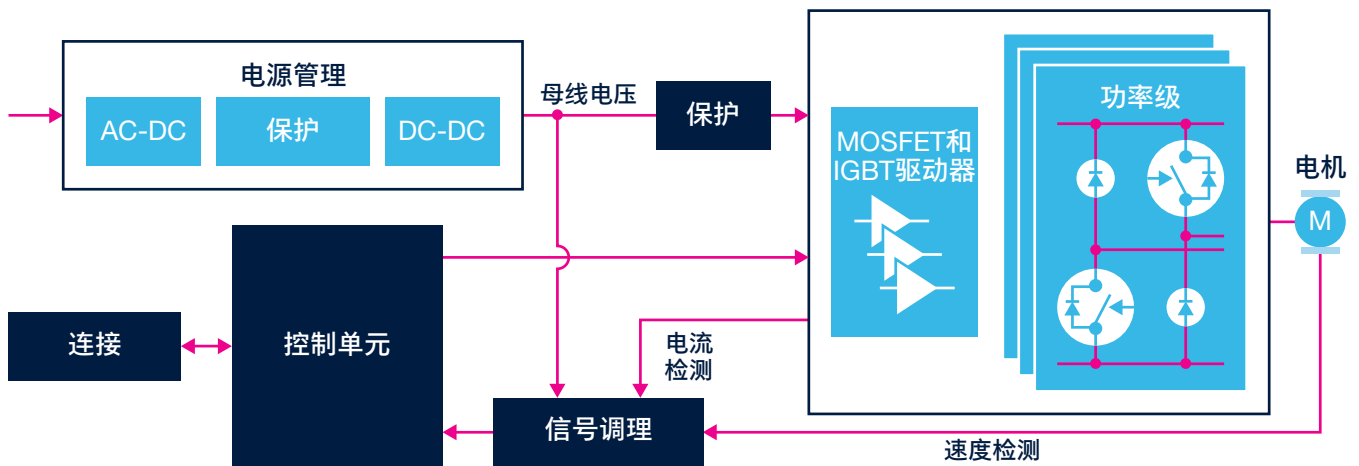 电源管理
AC-DC
保护
DC-DC
母线电压
保护
MOSFET和
IGBT驱动器
功率级
电机
M
连接
控制单元
电流
检测
信号调理
速度检测